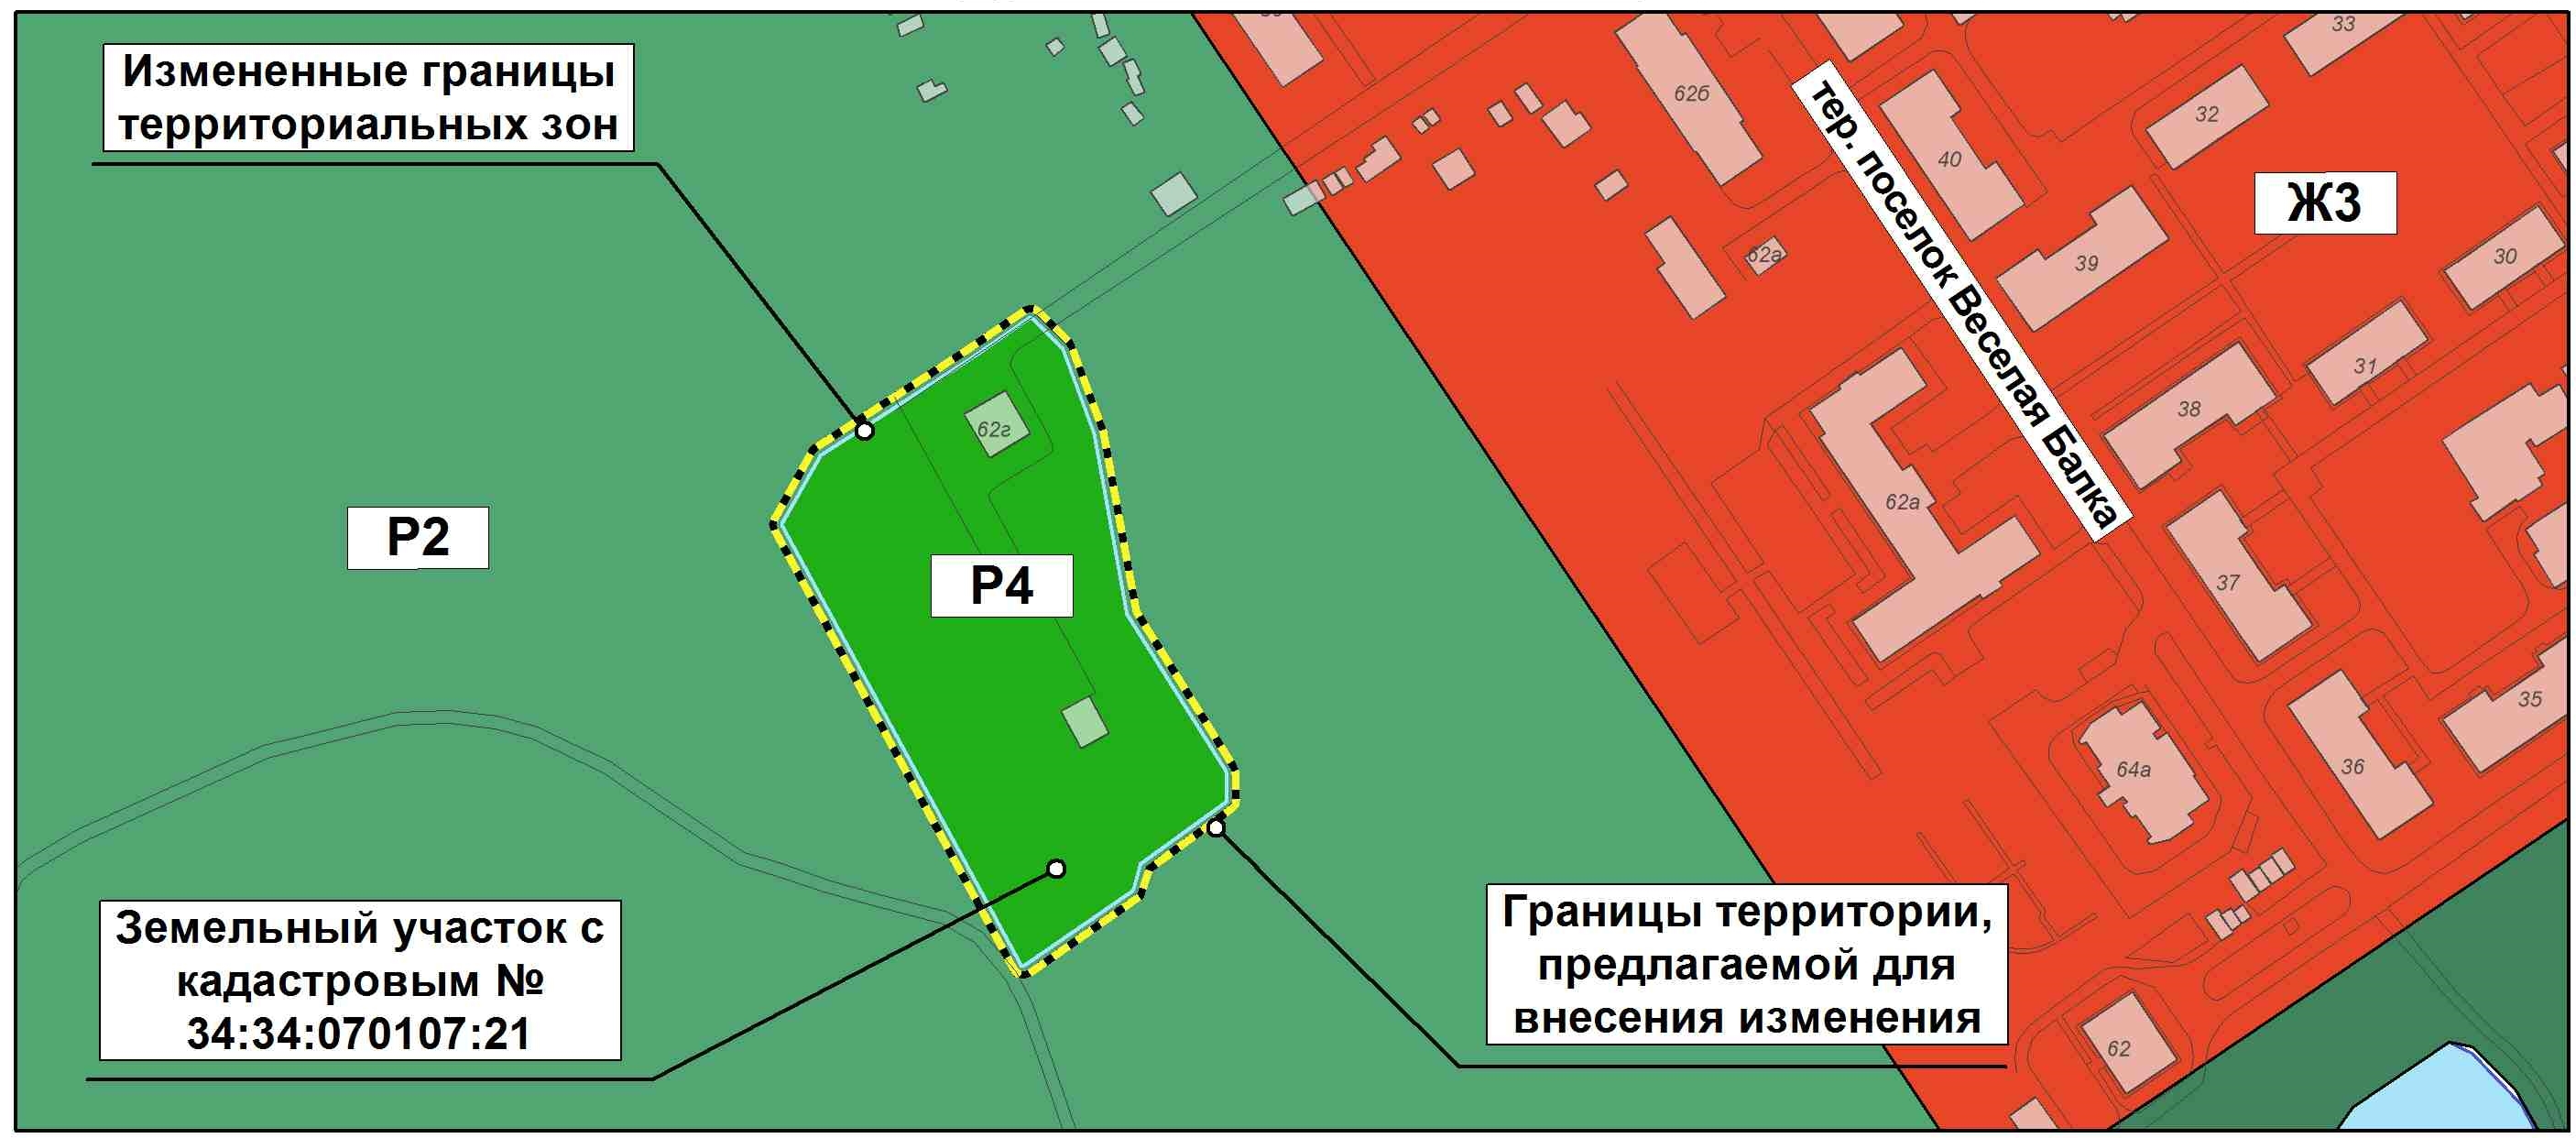 Измененные границы
территориальных зон
33
62б
32
40
тер. поселок Веселая Балка
Ж3
62а
39
30
31
38
62г
62а
Р2
Р4
37
35
64а
36
Земельный участок с
кадастровым №
34:34:070107:21
Границы территории,
предлагаемой для
внесения изменения
62